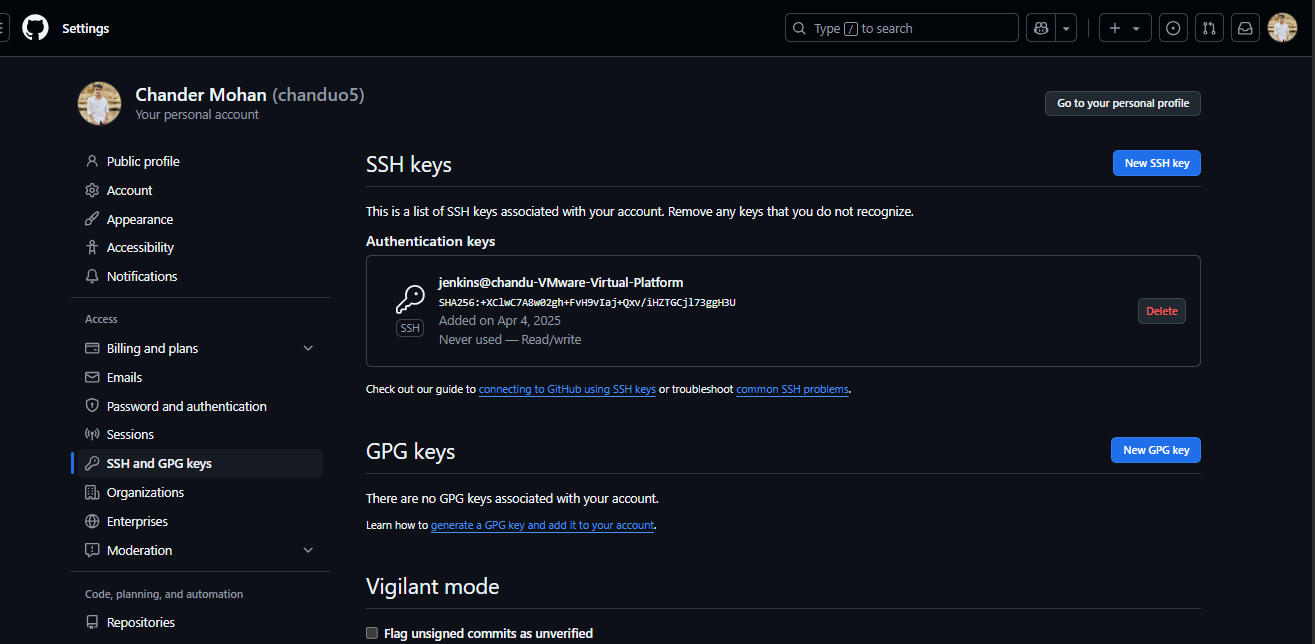 Settings
Type / to search
Chander Mohan (chanduo5)
Your personal account
Go to your personal profile
Public profile
Account
Appearance
Accessibility
Notifications
Access
Billing and plans
Emails
Password and authentication
Sessions
SSH and GPG keys
Organizations
Enterprises
Moderation
Code, planning, and automation
Repositories
SSH keys
New SSH key
This is a list of SSH keys associated with your account. Remove any keys that you do not recognize.
Authentication keys
jenkins@chandu-VMware-Virtual-Platform
SHA256:+XClWC7A8w02gh+FvH9vIaj+Qxv/iHZTGCjl73ggH3U
SSH
Added on Apr 4, 2025
Never used — Read/write
Delete
Check out our guide to connecting to GitHub using SSH keys or troubleshoot common SSH problems.
GPG keys
New GPG key
There are no GPG keys associated with your account.
Learn how to generate a GPG key and add it to your account.
Vigilant mode
Flag unsigned commits as unverified